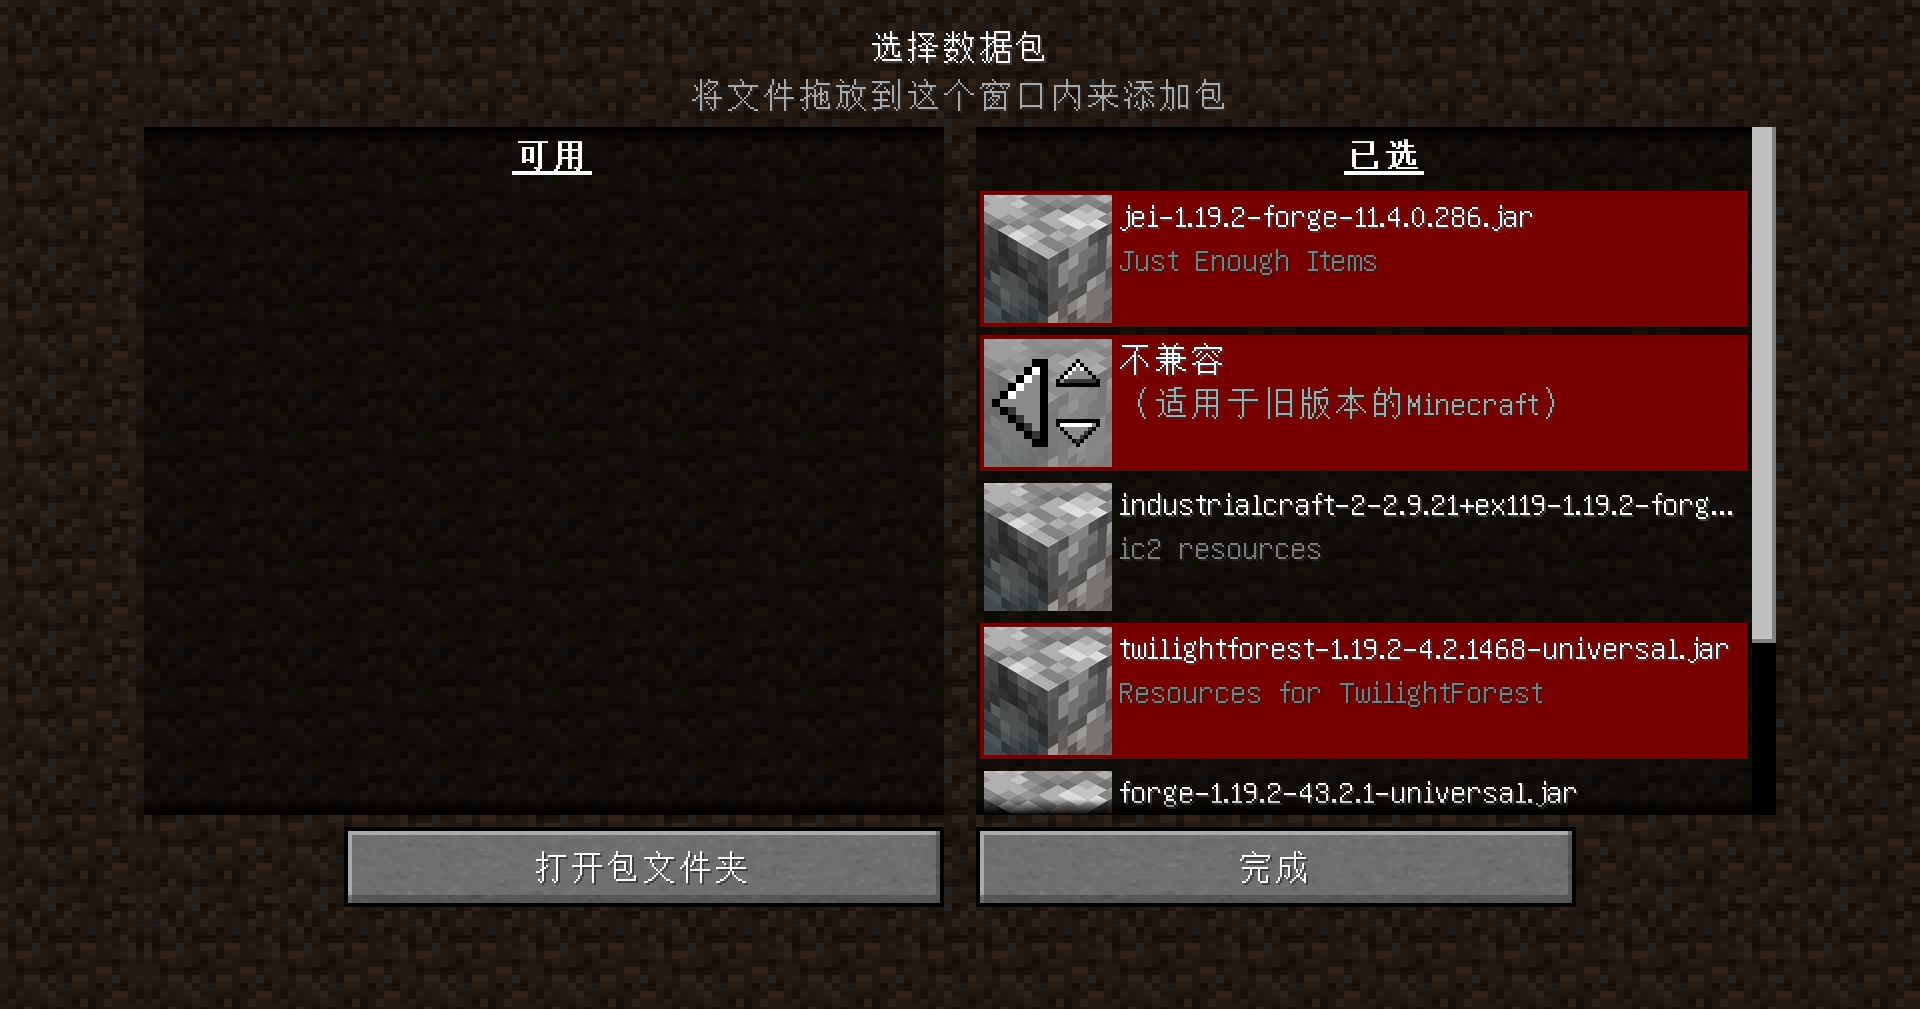 选择数据包
将文件拖放到这个窗口内来添加包
可用
已选
jei-1.19.2-forge-11.4.0.286.jar
Just Enough Items
不兼容
（适用于旧版本的Minecraft）
industrialcraft-2-2.9.21+ex119-1.19.2-forg...
ic2 resources
twilightforest-1.19.2-4.2.1468-universal.jar
Resources for TwilightForest
forge-1.19.2-43.2.1-universal.jar
打开包文件夹
完成